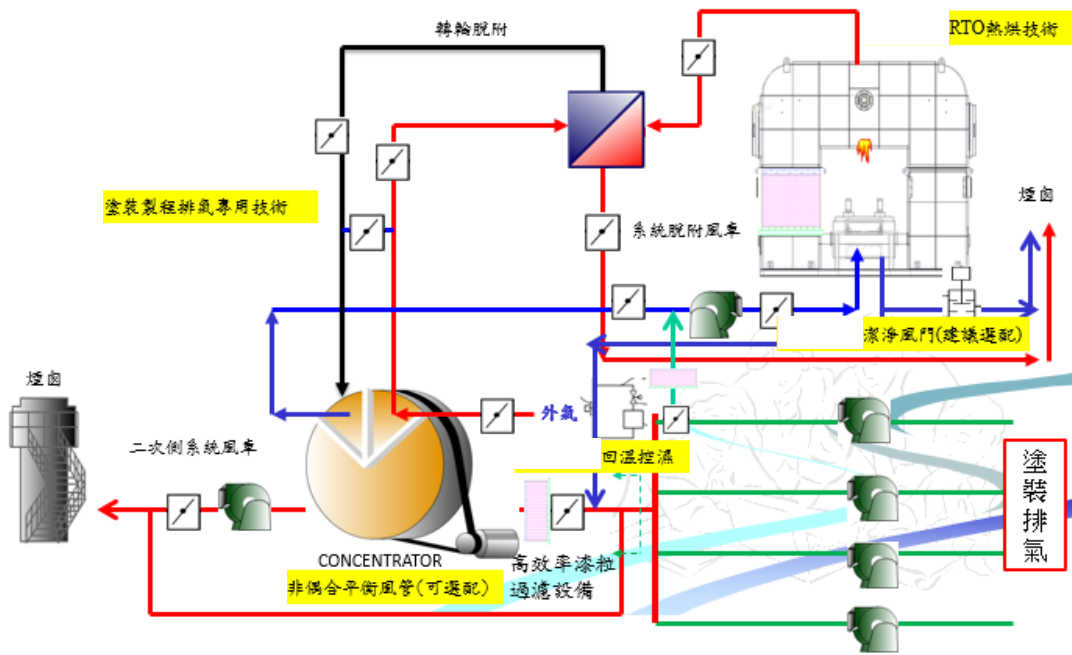 轉輪脫附
RTO熱烘技術
塗裝製程排氣專用技術
系統脫附風車
煙囪
潔淨風門(建議選配)
煙囪
外氣
二次側系統風車
回溫控濕
塗裝排氣
CONCENTRATOR
高效率漆粒
過濾設備
非偶合平衡風管(可選配)